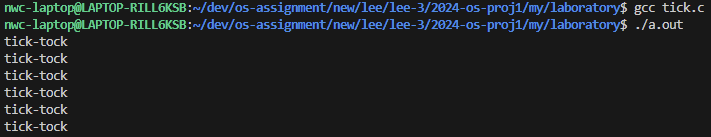 nwc-laptop@LAPTOP-RILL6KSB:~/dev/os-assignment/new/lee/lee-3/2024-os-proj1/my/laboratory$ gcc tick.c
nwc-laptop@LAPTOP-RILL6KSB:~/dev/os-assignment/new/lee/lee-3/2024-os-proj1/my/laboratory$ ./a.out
tick-tock
tick-tock
tick-tock
tick-tock
tick-tock
tick-tock